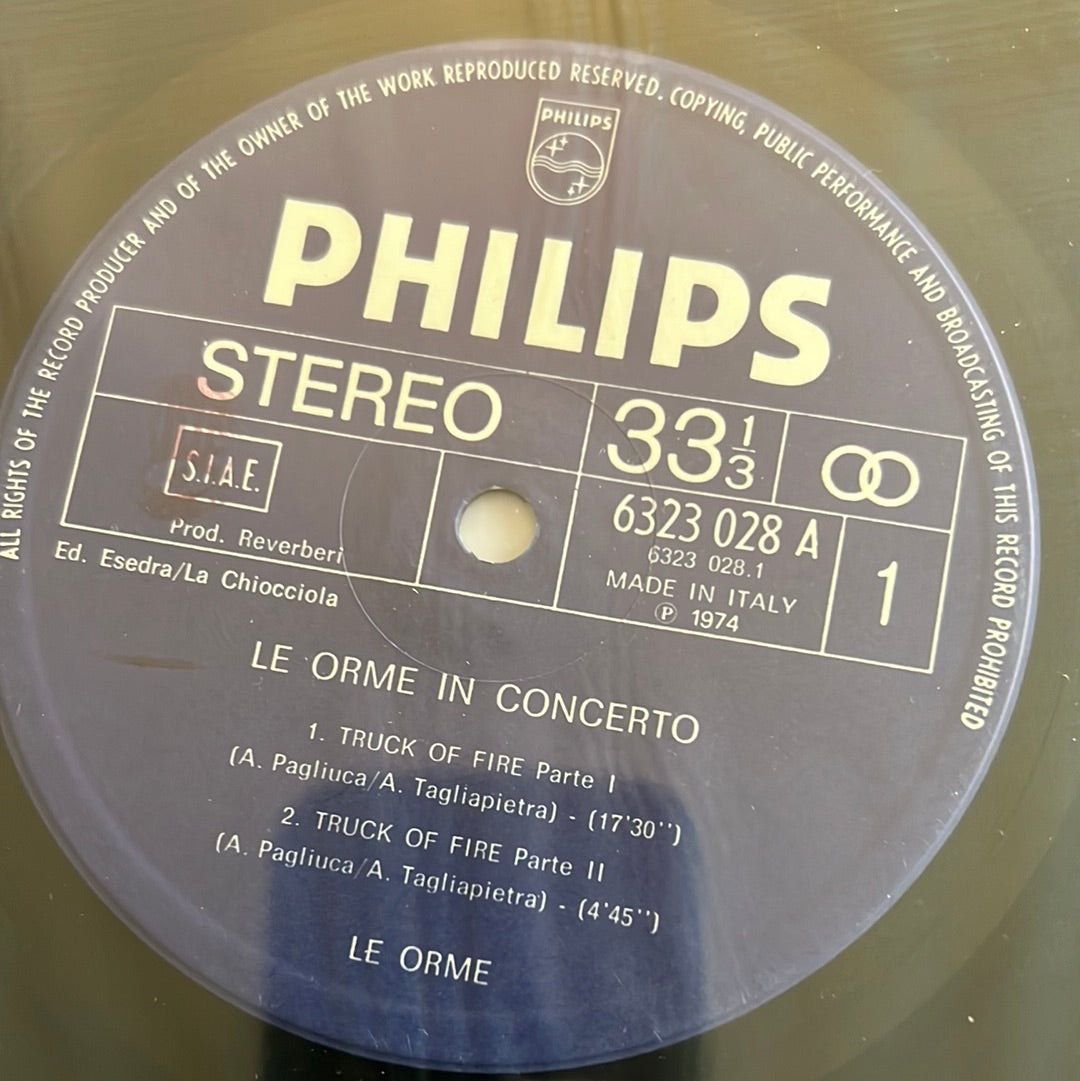 ALL RIGHTS OF THE RECORD PRODUCER AND OF THE OWNER OF THE WORK REPRODUCED RESERVED. COPYING, PUBLIC PERFORMANCE AND BROADCASTING OF THIS RECORD PROHIBITED
PHILIPS
PHILIPS
STEREO
33 1/3
S.I.A.E.
Prod. Reverberi
6323 028 A
6323 028.1
MADE IN ITALY
℗ 1974
1
Ed. Esedra/La Chiocciola
LE ORME IN CONCERTO
1. TRUCK OF FIRE Parte I
(A. Pagliuca/A. Tagliapietra) - (17'30'')
2. TRUCK OF FIRE Parte II
(A. Pagliuca/A. Tagliapietra) - (4'45'')
LE ORME